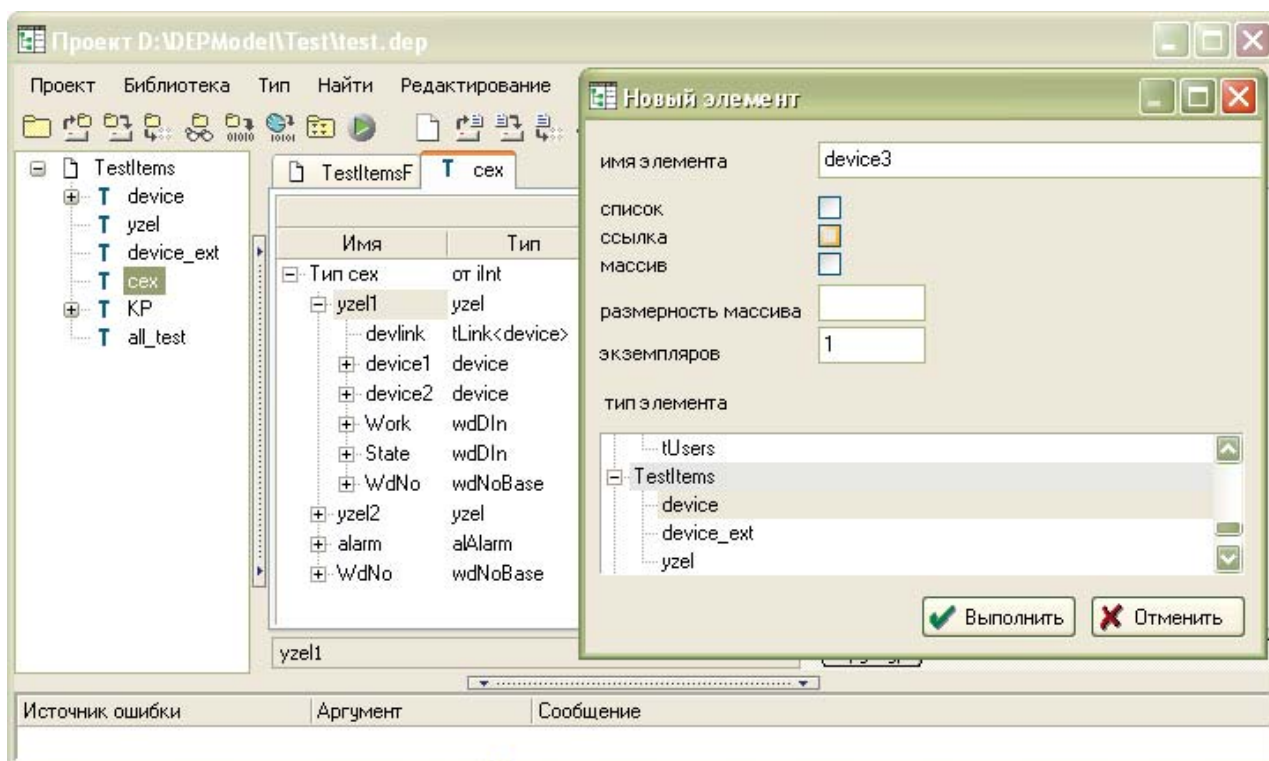 Проект D:\DEPModel\Test\test.dep
Проект Библиотека Тип Найти Редактирование
TestItems
device
yzel
device_ext
cex
KP
all_test
TestItemsF T cex
Имя Тип
Тип cex от iInt
yzel1 yzel
devlink tLink<device>
device1 device
device2 device
Work wdDIn
State wdDIn
WdNo wdNoBase
yzel2 yzel
alarm alAlarm
WdNo wdNoBase
yzel1
Источник ошибки Аргумент Сообщение
Новый элемент
имя элемента device3
список
ссылка
массив
размерность массива
экземпляров 1
тип элемента
tUsers
TestItems
device
device_ext
yzel
Выполнить Отменить